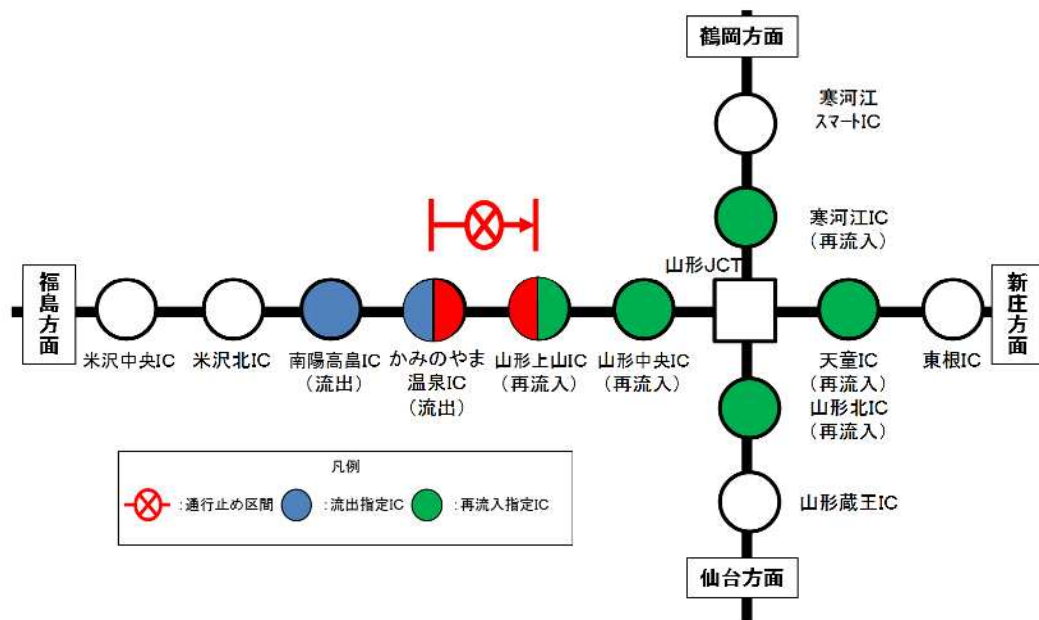 鶴岡方面
寒河江
スマートIC
寒河江IC
(再流入)
山形JCT
福島方面
新庄方面
米沢中央IC
米沢北IC
南陽高畠IC
(流出)
かみのやま
温泉IC
(流出)
山形上山IC
(再流入)
山形中央IC
(再流入)
天童IC
(再流入)
東根IC
山形北IC
(再流入)
山形蔵王IC
仙台方面
凡例
:通行止め区間
:流出指定IC
:再流入指定IC